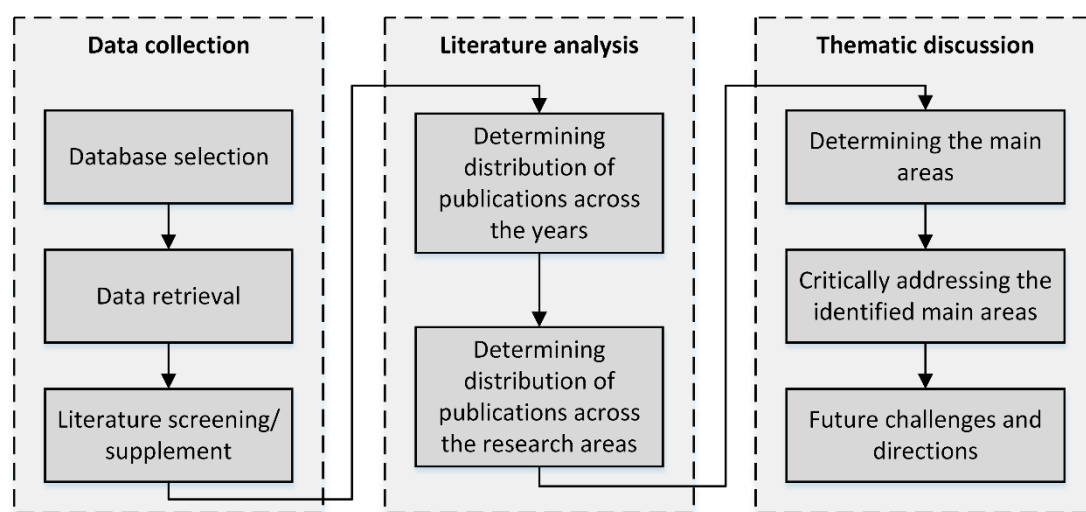 Data collection
Database selection
Data retrieval
Literature screening/
supplement
Literature analysis
Determining
distribution of
publications across
the years
Determining
distribution of
publications across
the research areas
Thematic discussion
Determining the main
areas
Critically addressing the
identified main areas
Future challenges and
directions